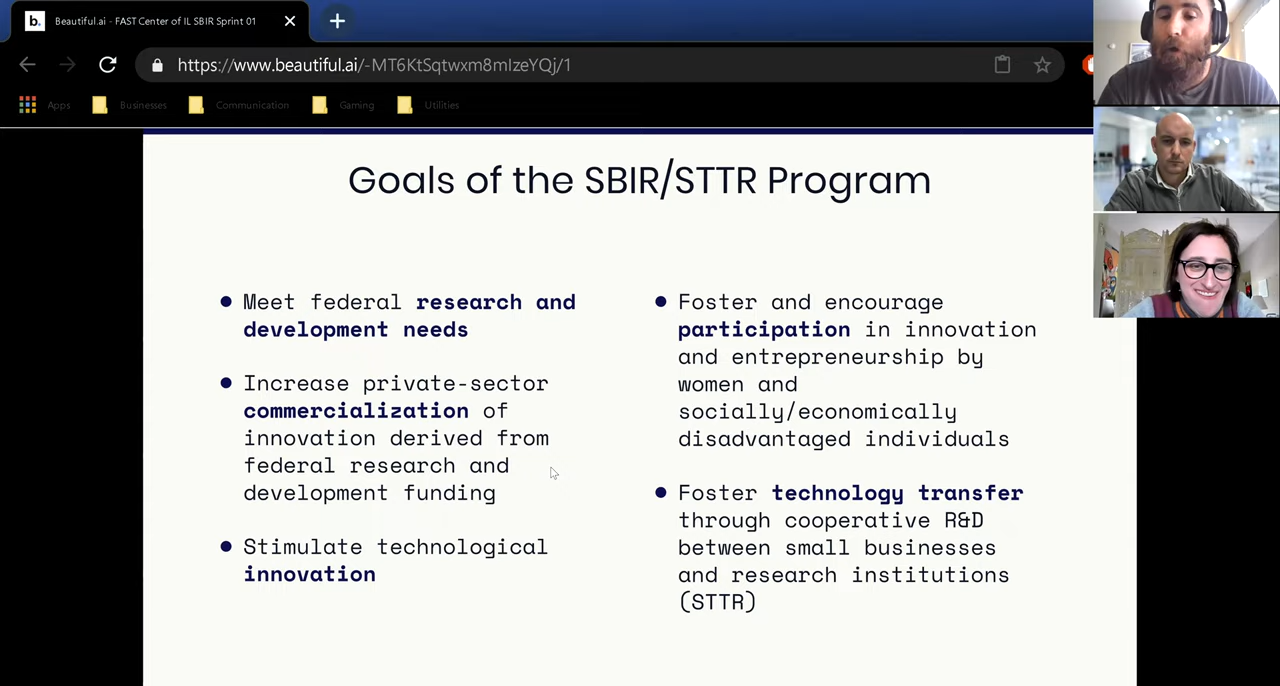 b. Beautiful.ai - FAST Center of IL SBIR Sprint 01
https://www.beautiful.ai/-MT6KtSqtwxm8mIzeYQj/1
Apps Businesses Communication Gaming Utilities
Goals of the SBIR/STTR Program
Meet federal research and
development needs
Increase private-sector
commercialization of
innovation derived from
federal research and
development funding
Stimulate technological
innovation
Foster and encourage
participation in innovation
and entrepreneurship by
women and
socially/economically
disadvantaged individuals
Foster technology transfer
through cooperative R&D
between small businesses
and research institutions
(STTR)